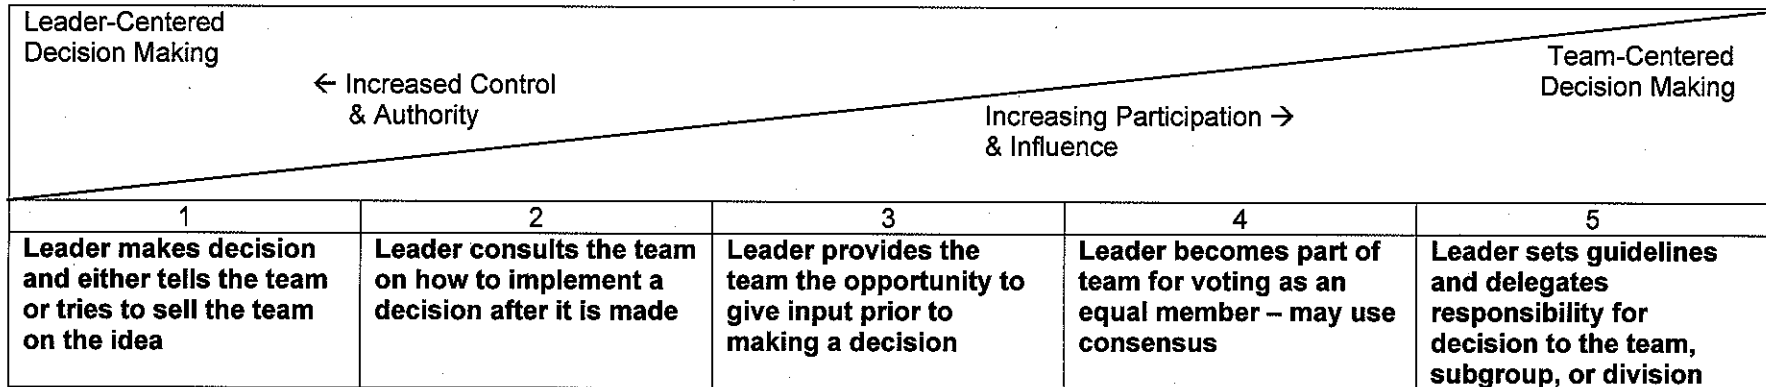 Leader-Centered
Decision Making
← Increased Control
& Authority
Team-Centered
Decision Making
Increasing Participation →
& Influence
1
2
3
4
5
Leader makes decision
and either tells the team
or tries to sell the team
on the idea
Leader consults the team
on how to implement a
decision after it is made
Leader provides the
team the opportunity to
give input prior to
making a decision
Leader becomes part of
team for voting as an
equal member – may use
consensus
Leader sets guidelines
and delegates
responsibility for
decision to the team,
subgroup, or division